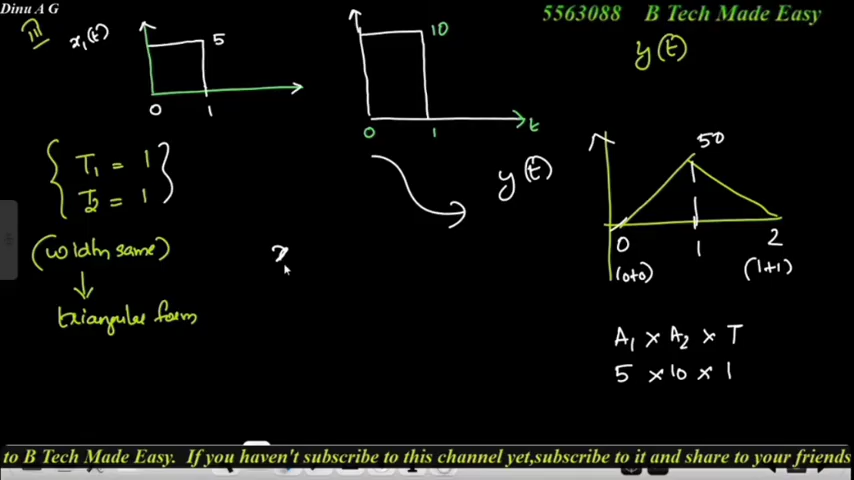 Dinu A G
5563088 B Tech Made Easy
III
x₁(t)
5
0 1
10
0 1 t
y(t)
y(t)
50
0 1 2
(0+0) (1+1)
T₁ = 1
T₂ = 1
(width same)
triangular form
x
A₁ × A₂ × T
5 × 10 × 1
to B Tech Made Easy. If you haven't subscribe to this channel yet,subscribe to it and share to your friends